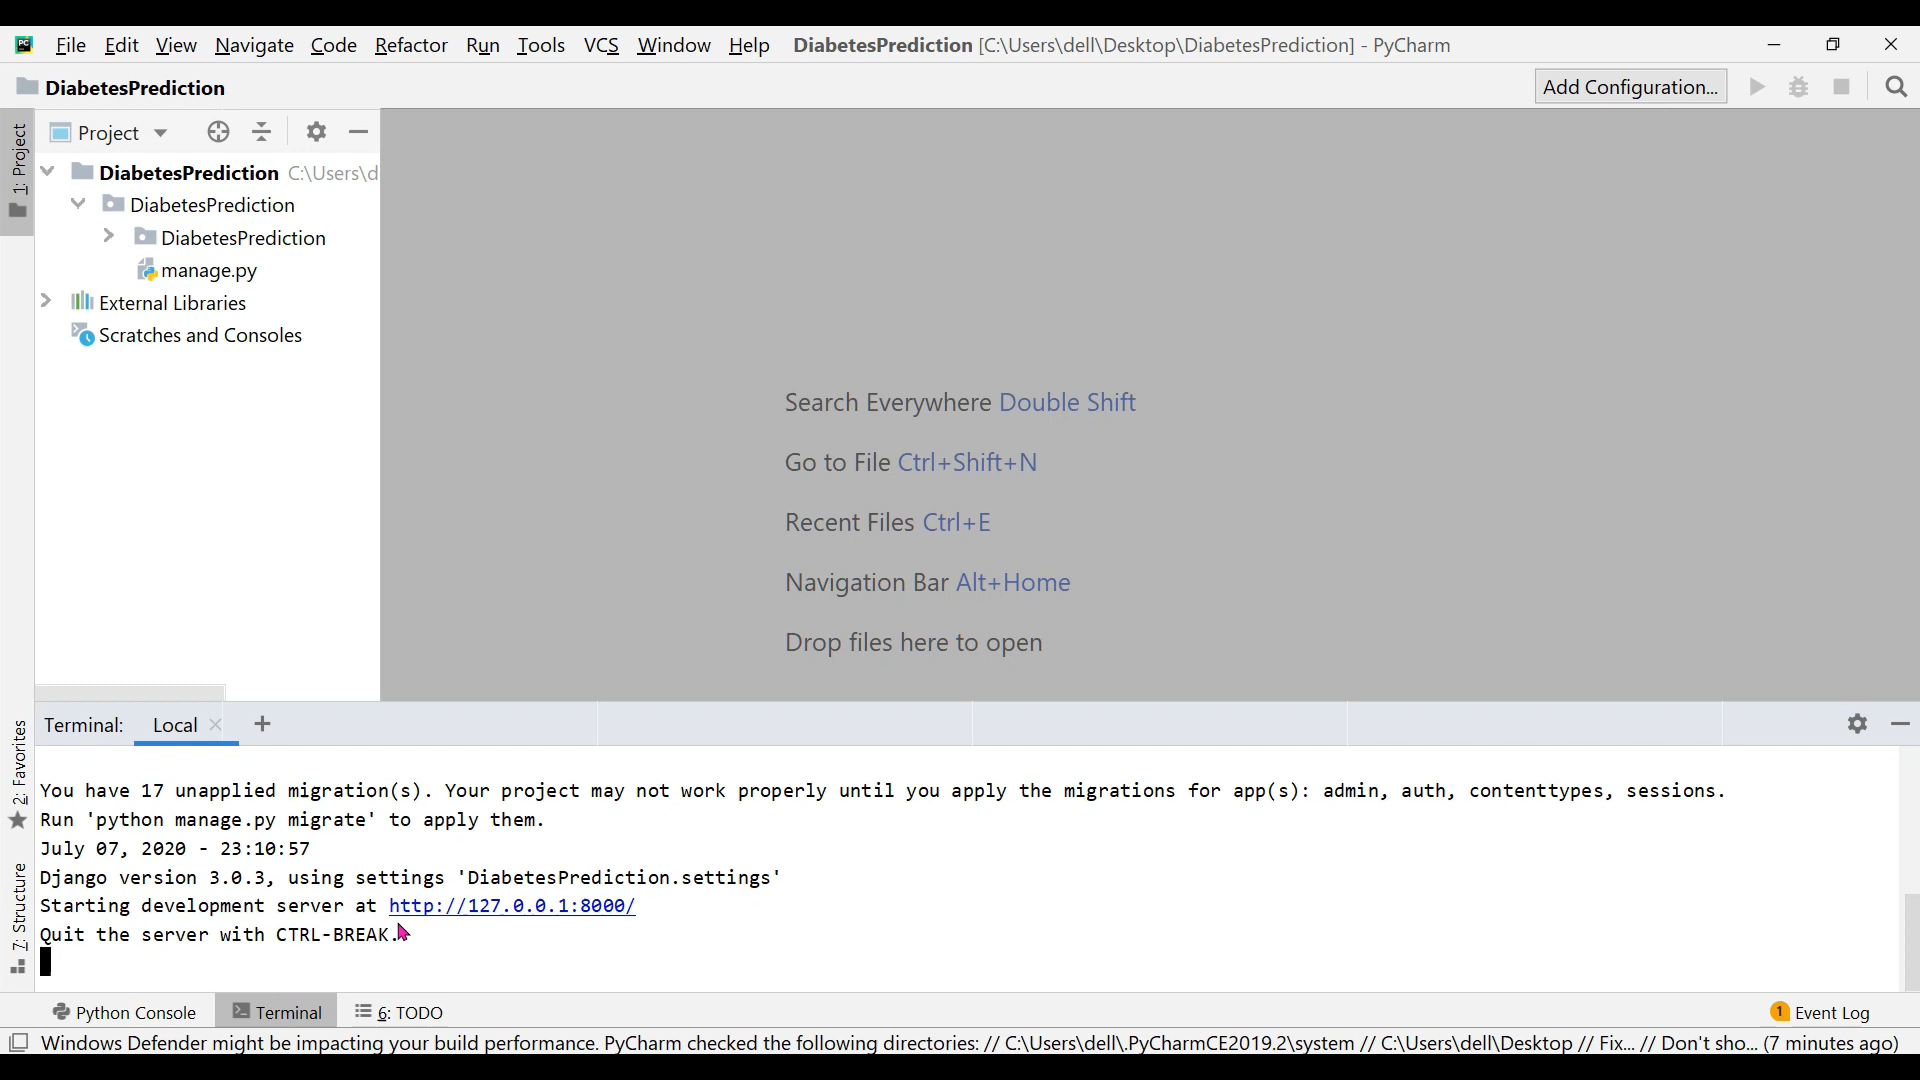 File Edit View Navigate Code Refactor Run Tools VCS Window Help DiabetesPrediction [C:\Users\dell\Desktop\DiabetesPrediction] - PyCharm
DiabetesPrediction
Add Configuration...
1: Project
Project
DiabetesPrediction C:\Users\d
DiabetesPrediction
DiabetesPrediction
manage.py
External Libraries
Scratches and Consoles
Search Everywhere Double Shift
Go to File Ctrl+Shift+N
Recent Files Ctrl+E
Navigation Bar Alt+Home
Drop files here to open
2: Favorites
7: Structure
Terminal: Local
You have 17 unapplied migration(s). Your project may not work properly until you apply the migrations for app(s): admin, auth, contenttypes, sessions.
Run 'python manage.py migrate' to apply them.
July 07, 2020 - 23:10:57
Django version 3.0.3, using settings 'DiabetesPrediction.settings'
Starting development server at http://127.0.0.1:8000/
Quit the server with CTRL-BREAK.
Python Console Terminal 6: TODO
1 Event Log
Windows Defender might be impacting your build performance. PyCharm checked the following directories: // C:\Users\dell\.PyCharmCE2019.2\system // C:\Users\dell\Desktop // Fix... // Don't sho... (7 minutes ago)